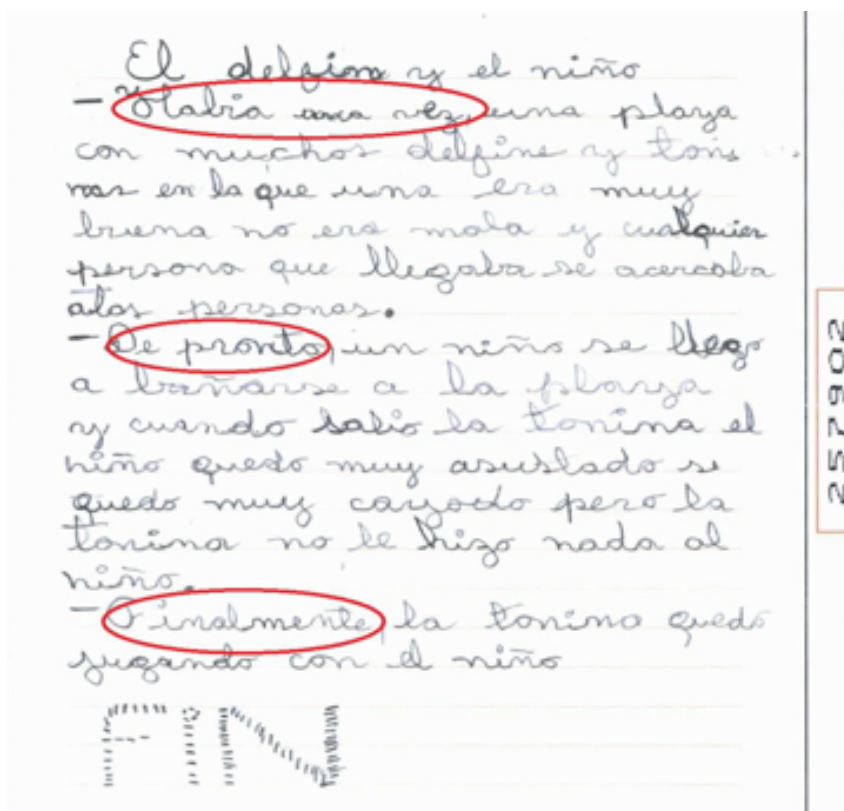 El delfin y el niño
- Habia una vez, una playa
con muchos delfine y toni
nas en la que una era muy
buena no era mala y cualquier
persona que llegaba se acercaba
alas personas.
- De pronto, un niño se llego
a bañarse a la playa
y cuando salio la tonina el
niño quedo muy asustado se
quedo muy cayado pero la
tonina no le hizo nada al
niño.
- Finalmente, la tonina quedo
jugando con el niño
FIN
257902